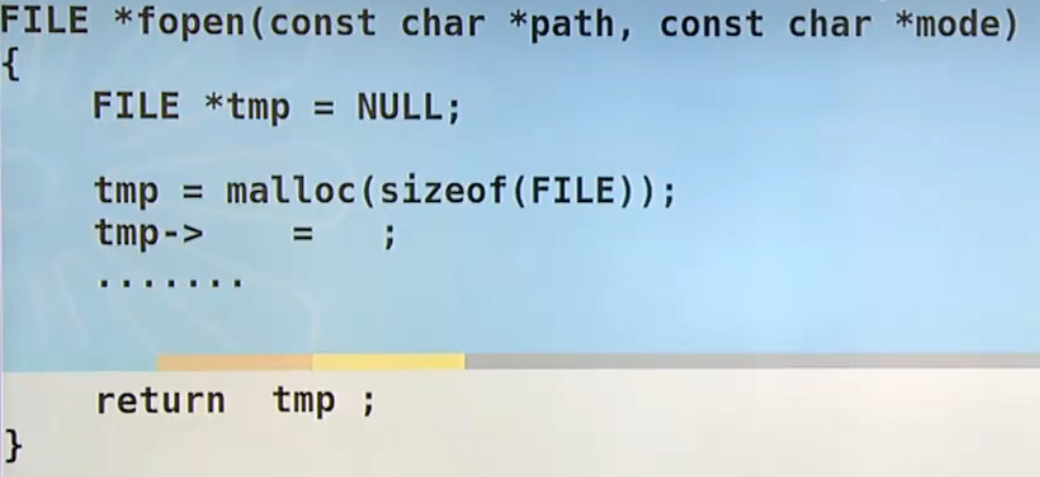 FILE *fopen(const char *path, const char *mode)
{
    FILE *tmp = NULL;
    tmp = malloc(sizeof(FILE));
    tmp->    =   ;
    .......
    return  tmp ;
}